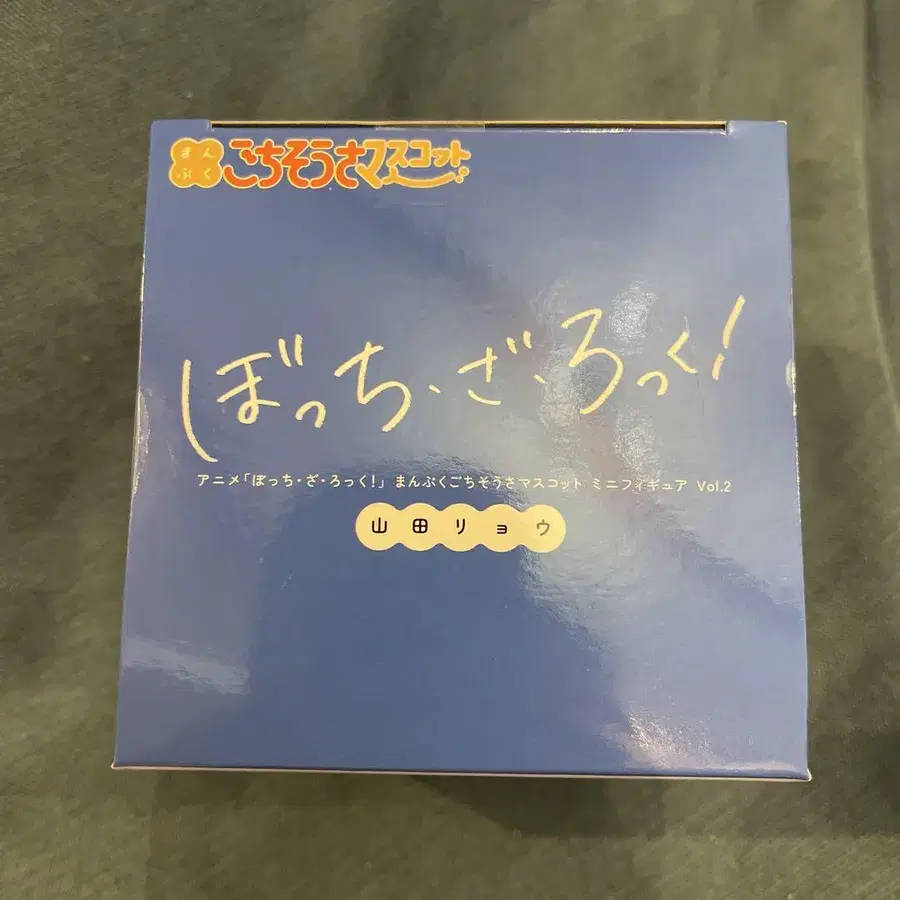 まんぷく ごちそうさマスコット
ぼっち・ざ・ろっく!
アニメ「ぼっち・ざ・ろっく!」 まんぷくごちそうさマスコット ミニフィギュア Vol.2
山田リョウ